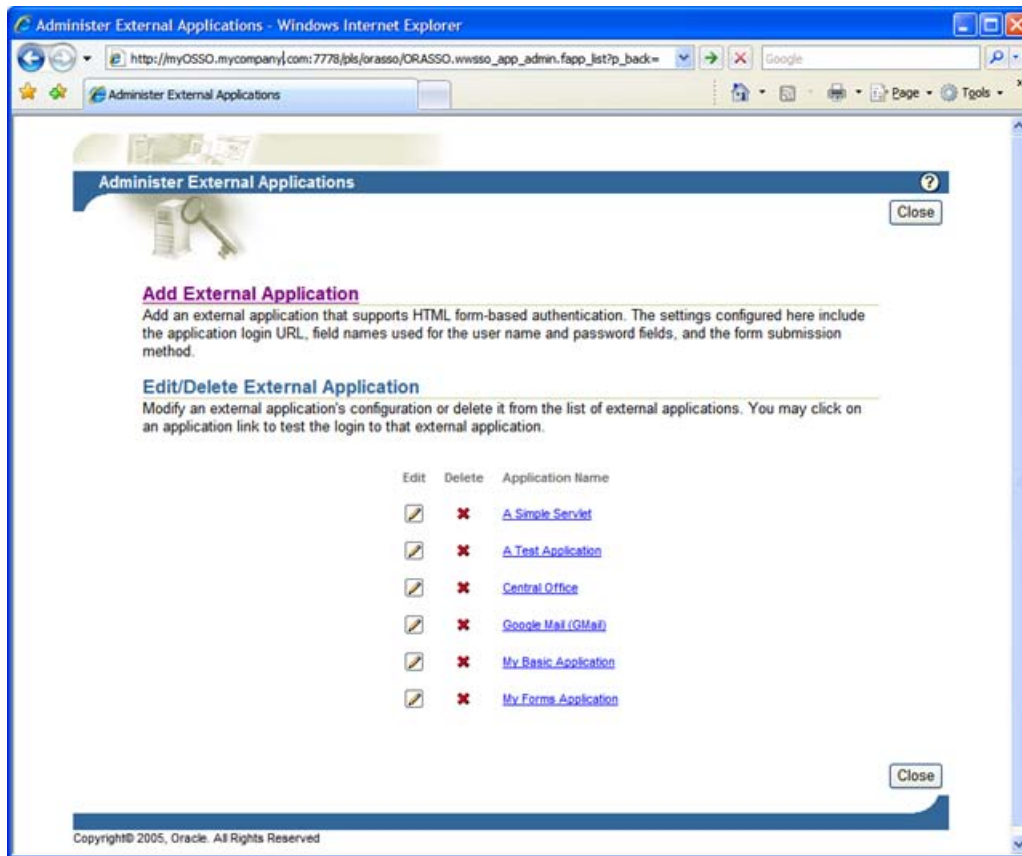 Administer External Applications - Windows Internet Explorer
http://myOSSO.mycompany.com:7778/pls/orasso/ORASSO.wwsso_app_admin.fapp_list?p_back=
Google
Administer External Applications
Page
Tools
Administer External Applications
?
Close
Add External Application
Add an external application that supports HTML form-based authentication. The settings configured here include
the application login URL, field names used for the user name and password fields, and the form submission
method.
Edit/Delete External Application
Modify an external application's configuration or delete it from the list of external applications. You may click on
an application link to test the login to that external application.
Edit Delete Application Name
A Simple Servlet
A Test Application
Central Office
Google Mail (GMail)
My Basic Application
My Forms Application
Close
Copyright© 2005, Oracle. All Rights Reserved